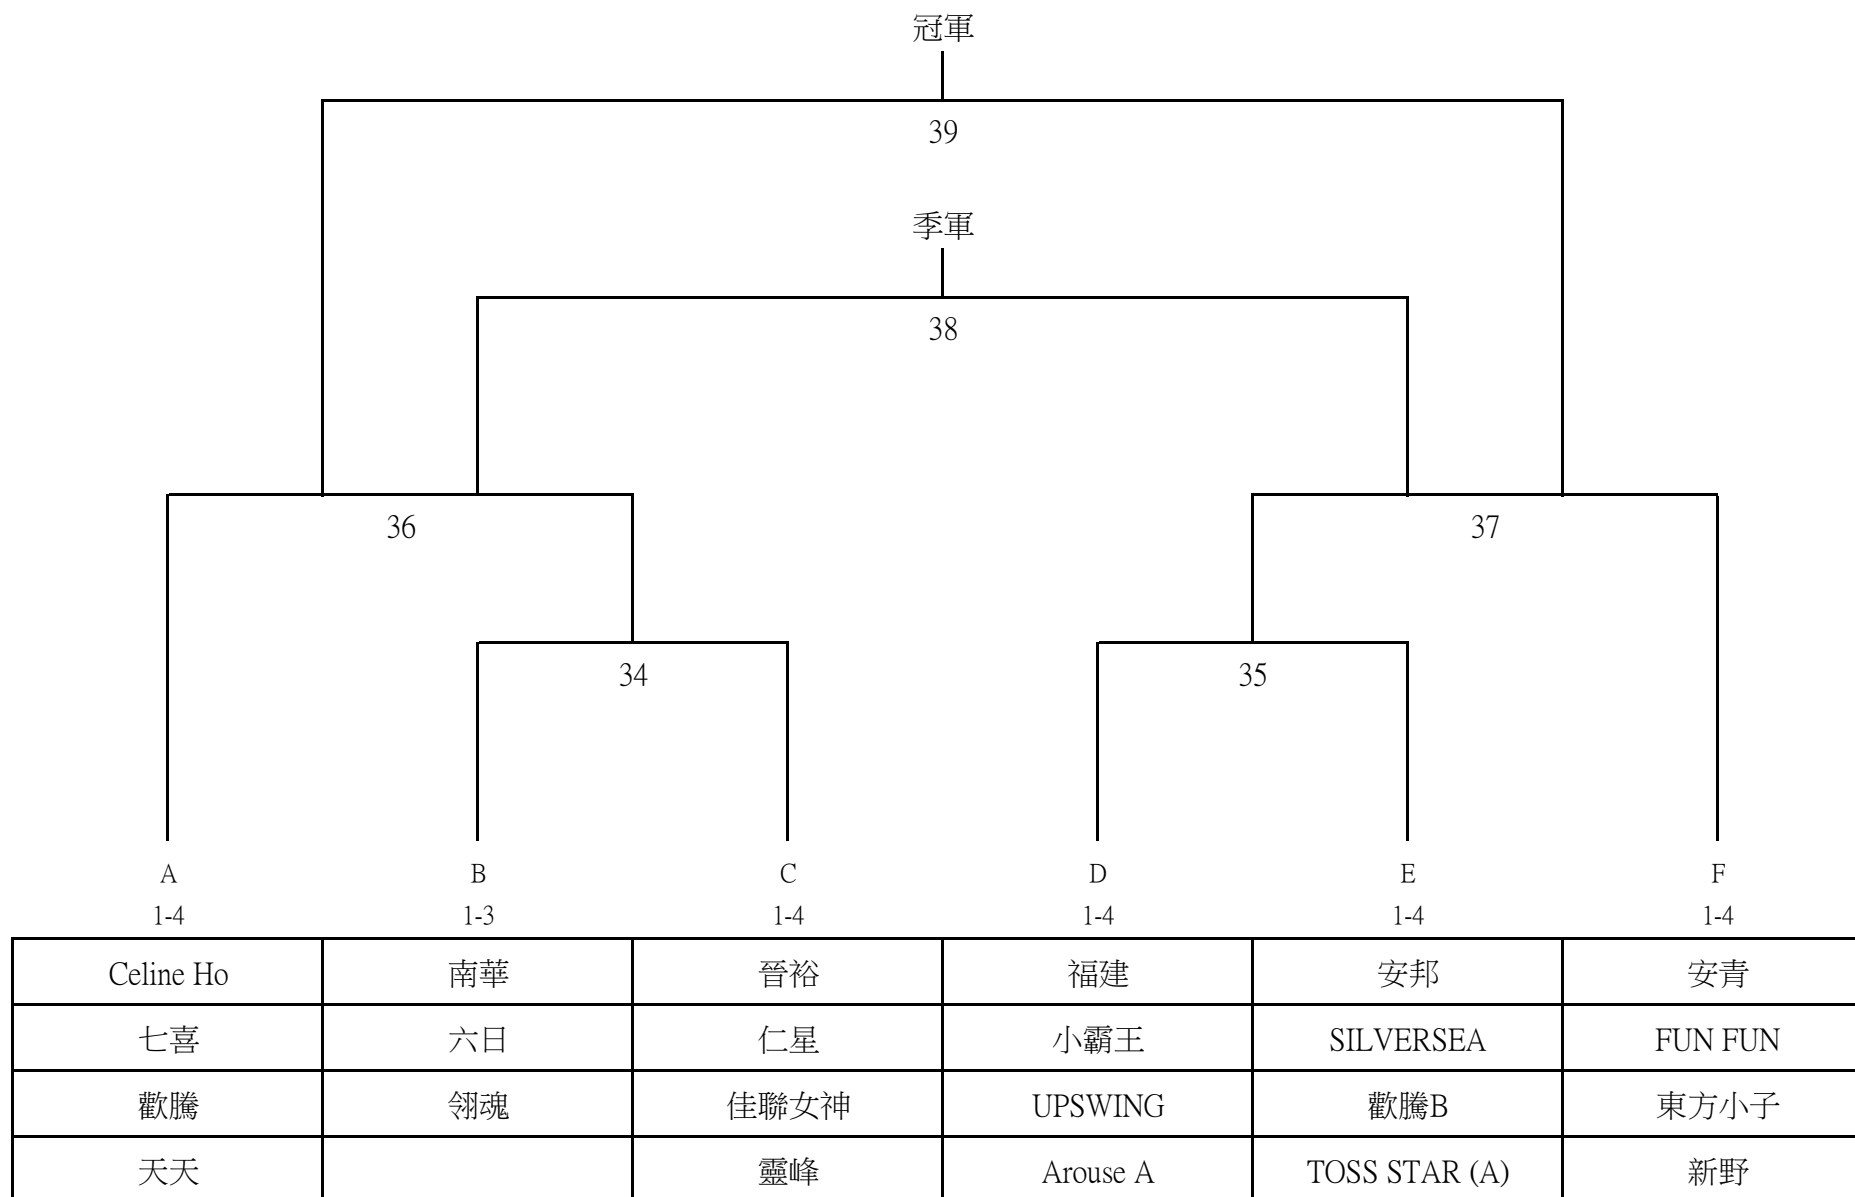 冠軍
39
季軍
38
36 37
34 35
A B C D E F
1-4 1-3 1-4 1-4 1-4 1-4
Celine Ho 南華 晉裕 福建 安邦 安青
七喜 六日 仁星 小霸王 SILVERSEA FUN FUN
歡騰 翎魂 佳聯女神 UPSWING 歡騰B 東方小子
天天 靈峰 Arouse A TOSS STAR (A) 新野